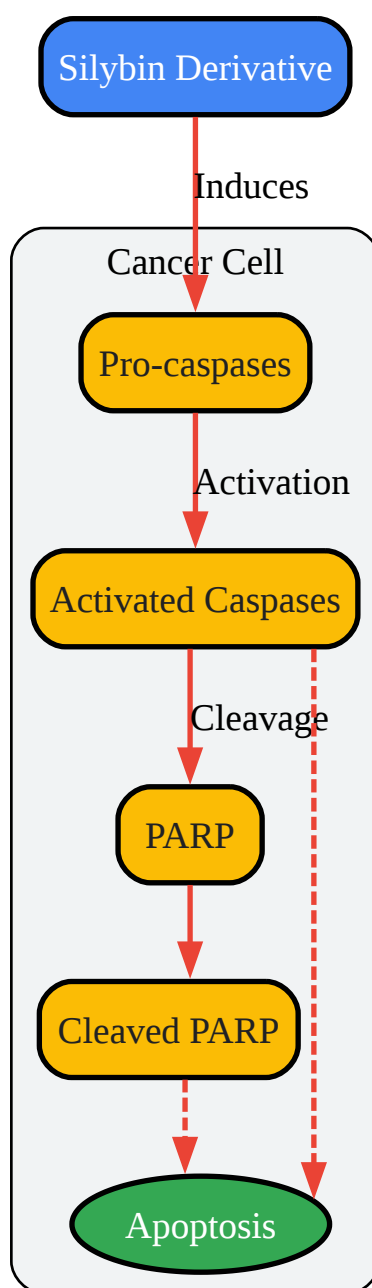 Silybin Derivative
Induces
Cancer Cell
Pro-caspases
Activation
Activated Caspases
Cleavage
PARP
Cleaved PARP
Apoptosis